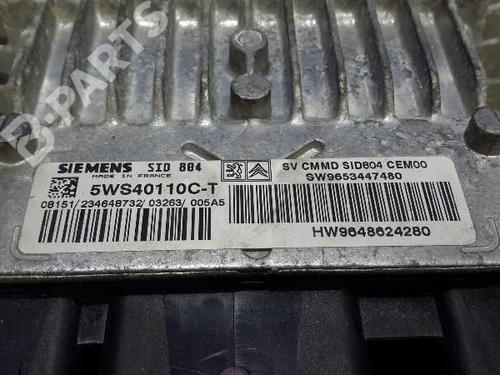 SIEMENS SID 804
MADE IN FRANCE
5WS40110C-T
08151/234648732/03263/ 005A5
SV CMMD SID804 CEM00
SW9653447480
HW9648624280
B-PARTS